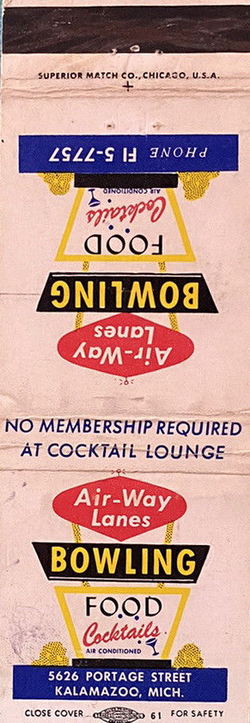 SUPERIOR MATCH CO., CHICAGO, U.S.A.
PHONE FI 5-7757
AIR CONDITIONED
Cocktails
FOOD
BOWLING
Air-Way
Lanes
NO MEMBERSHIP REQUIRED
AT COCKTAIL LOUNGE
Air-Way
Lanes
BOWLING
FOOD
Cocktails
AIR CONDITIONED
5626 PORTAGE STREET
KALAMAZOO, MICH.
CLOSE COVER 61 FOR SAFETY